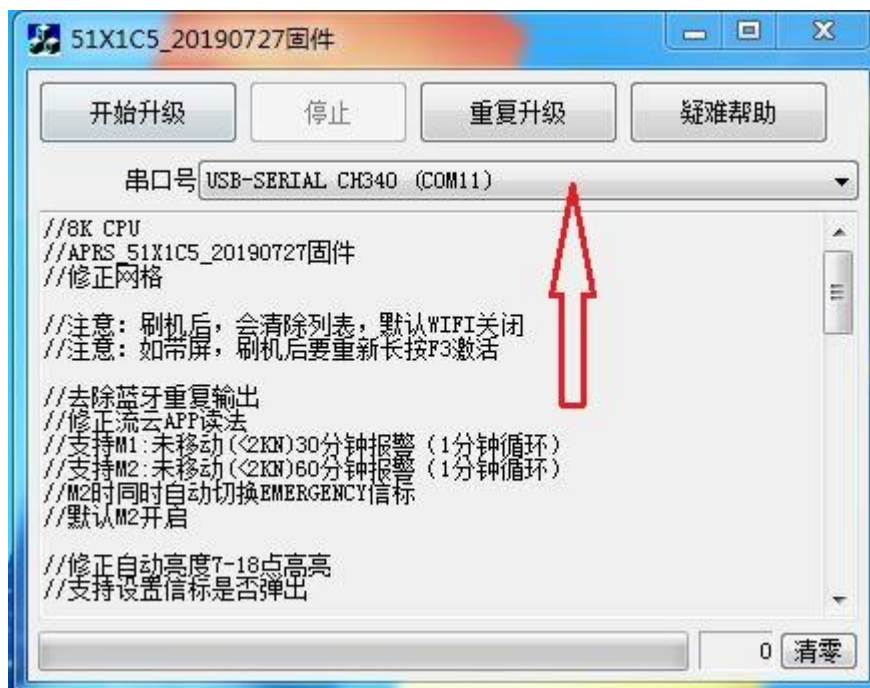 51X1C5_20190727固件
开始升级 停止 重复升级 疑难帮助
串口号 USB-SERIAL CH340 (COM11)
//8K CPU
//APRS_51X1C5_20190727固件
//修正网格
//注意: 刷机后，会清除列表，默认WIFI关闭
//注意: 如带屏，刷机后要重新长按F3激活
//去除蓝牙重复输出
//修正流云APP读法
//支持M1:未移动(<2KN)30分钟报警 (1分钟循环)
//支持M2:未移动(<2KN)60分钟报警 (1分钟循环)
//M2时同时自动切换EMERGENCY信标
//默认M2开启
//修正自动亮度7-18点高亮
//支持设置信标是否弹出
0 清零